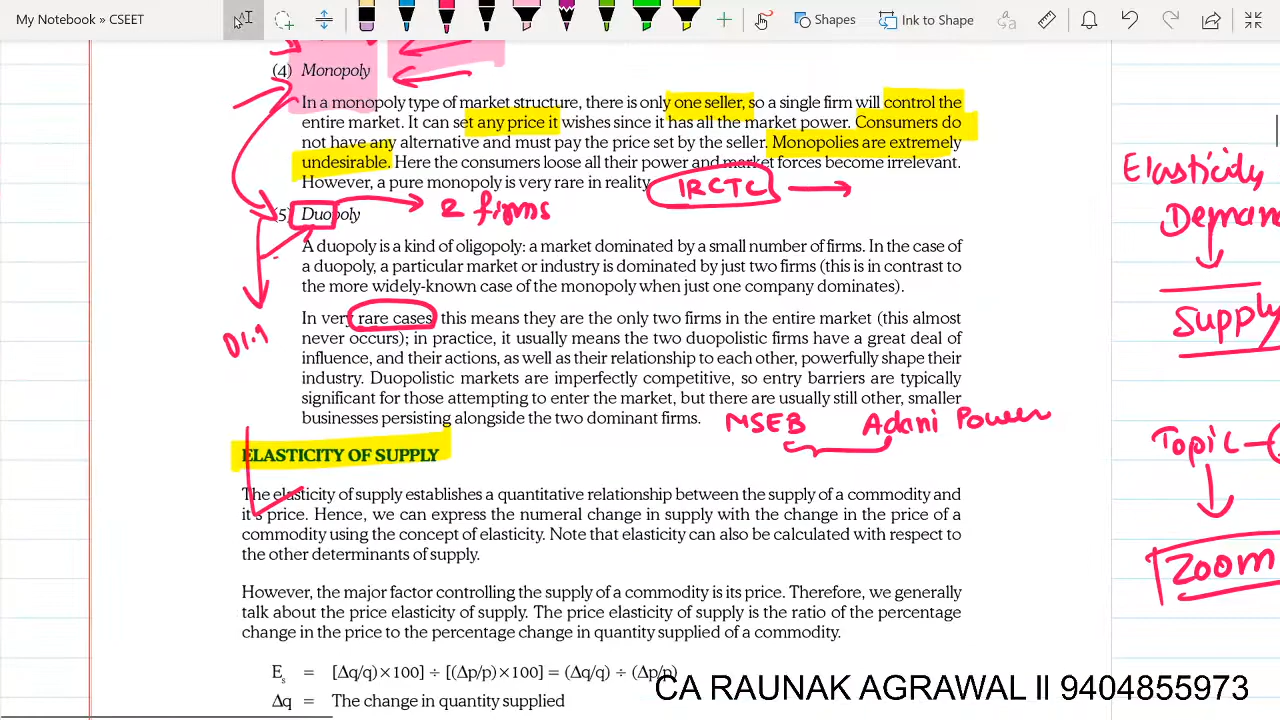 My Notebook » CSEET
Shapes
Ink to Shape
(4) Monopoly
In a monopoly type of market structure, there is only one seller, so a single firm will control the
entire market. It can set any price it wishes since it has all the market power. Consumers do
not have any alternative and must pay the price set by the seller. Monopolies are extremely
undesirable. Here the consumers loose all their power and market forces become irrelevant.
However, a pure monopoly is very rare in reality
IRCTC
(5) Duopoly
2 firms
A duopoly is a kind of oligopoly: a market dominated by a small number of firms. In the case of
a duopoly, a particular market or industry is dominated by just two firms (this is in contrast to
the more widely-known case of the monopoly when just one company dominates).
In very rare cases, this means they are the only two firms in the entire market (this almost
never occurs); in practice, it usually means the two duopolistic firms have a great deal of
influence, and their actions, as well as their relationship to each other, powerfully shape their
industry. Duopolistic markets are imperfectly competitive, so entry barriers are typically
significant for those attempting to enter the market, but there are usually still other, smaller
businesses persisting alongside the two dominant firms.
MSEB Adani Power
ELASTICITY OF SUPPLY
The elasticity of supply establishes a quantitative relationship between the supply of a commodity and
it's price. Hence, we can express the numeral change in supply with the change in the price of a
commodity using the concept of elasticity. Note that elasticity can also be calculated with respect to
the other determinants of supply.
However, the major factor controlling the supply of a commodity is its price. Therefore, we generally
talk about the price elasticity of supply. The price elasticity of supply is the ratio of the percentage
change in the price to the percentage change in quantity supplied of a commodity.
Eₛ = [Δq/q)×100] ÷ [(Δp/p)×100] = (Δq/q) ÷ (Δp/p)
Δq = The change in quantity supplied
Elasticity
Deman
Supply
Topic
Zoom
CA RAUNAK AGRAWAL II 9404855973